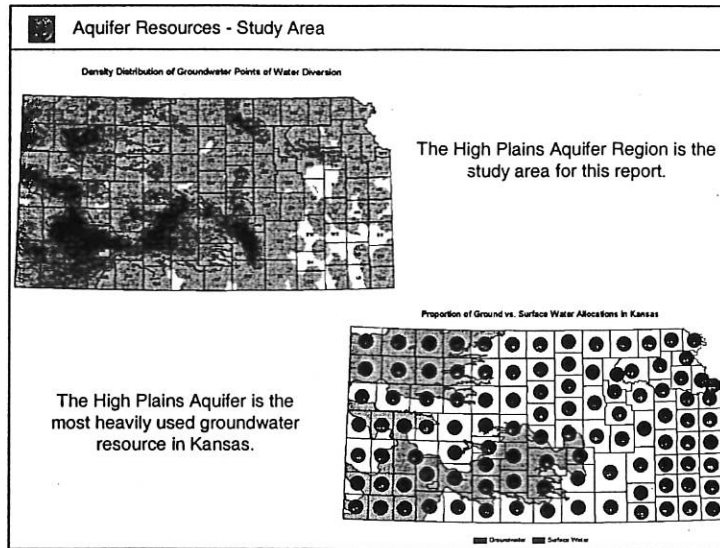 Aquifer Resources - Study Area
Density Distribution of Groundwater Points of Water Diversion
The High Plains Aquifer Region is the
study area for this report.
Proportion of Ground vs. Surface Water Allocations in Kansas
The High Plains Aquifer is the
most heavily used groundwater
resource in Kansas.
Groundwater Surface Water